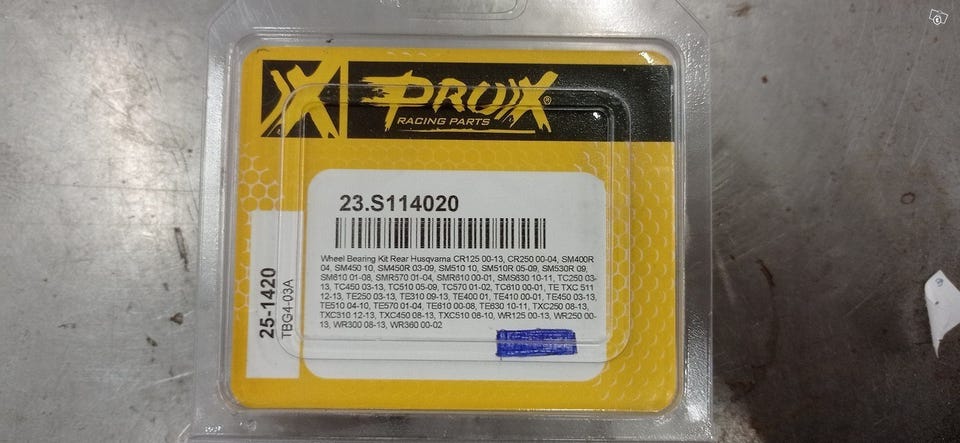 PROX®
RACING PARTS
23.S114020
Wheel Bearing Kit Rear Husqvarna CR125 00-13, CR250 00-04, SM400R
04, SM450 10, SM450R 03-09, SM510 10, SM510R 05-09, SM530R 09,
SM610 01-08, SMR570 01-04, SMR610 00-01, SMS630 10-11, TC250 03-
13, TC450 03-13, TC510 05-09, TC570 01-02, TC610 00-01, TE TXC 511
12-13, TE250 03-13, TE310 09-13, TE400 01, TE410 00-01, TE450 03-13,
TE510 04-10, TE570 01-04, TE610 00-08, TE630 10-11, TXC250 08-13,
TXC310 12-13, TXC450 08-13, TXC510 08-10, WR125 00-13, WR250 00-
13, WR300 08-13, WR360 00-02
25-1420
TBG4-03A